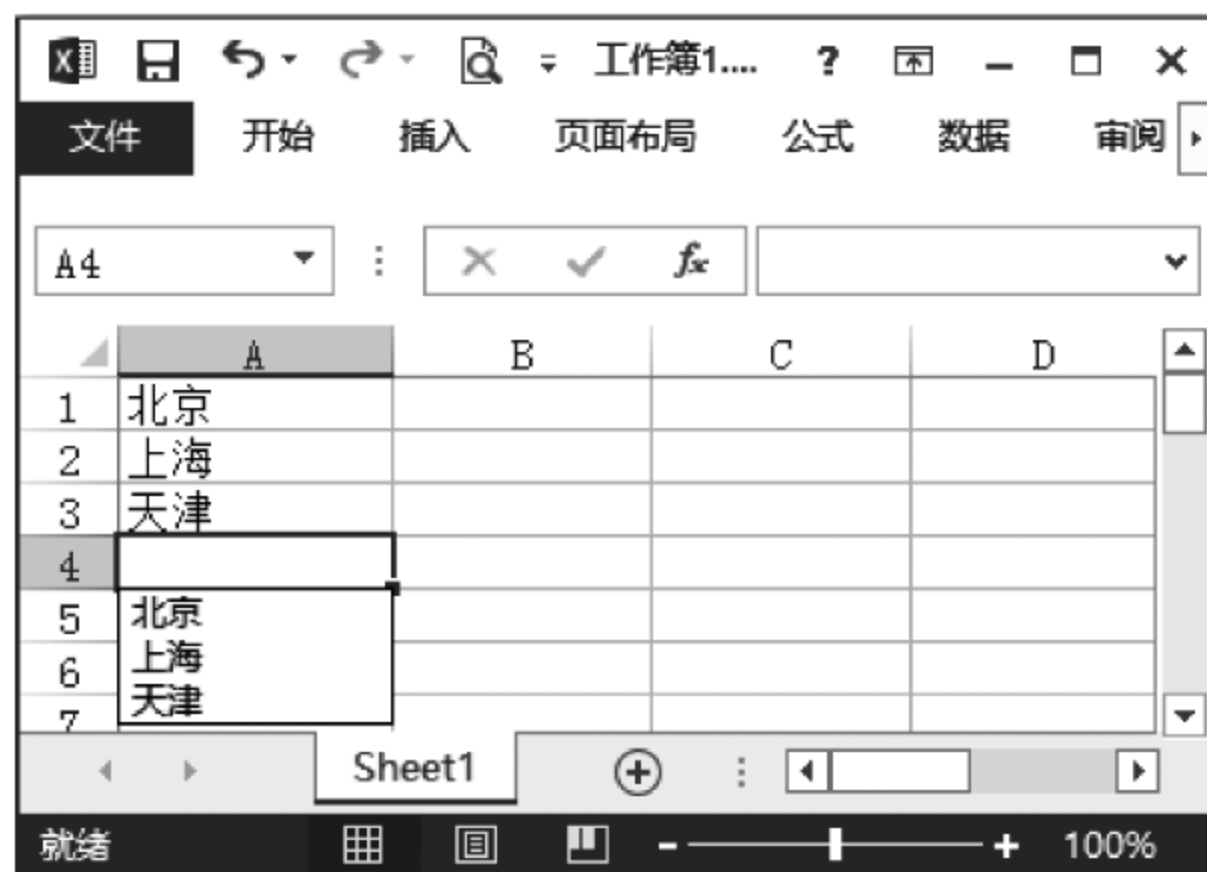 工作簿1.... ?
文件 开始 插入 页面布局 公式 数据 审阅
A4 fx
A B C D
1 北京
2 上海
3 天津
4
5 北京
6 上海
7 天津
Sheet1
就绪 100%